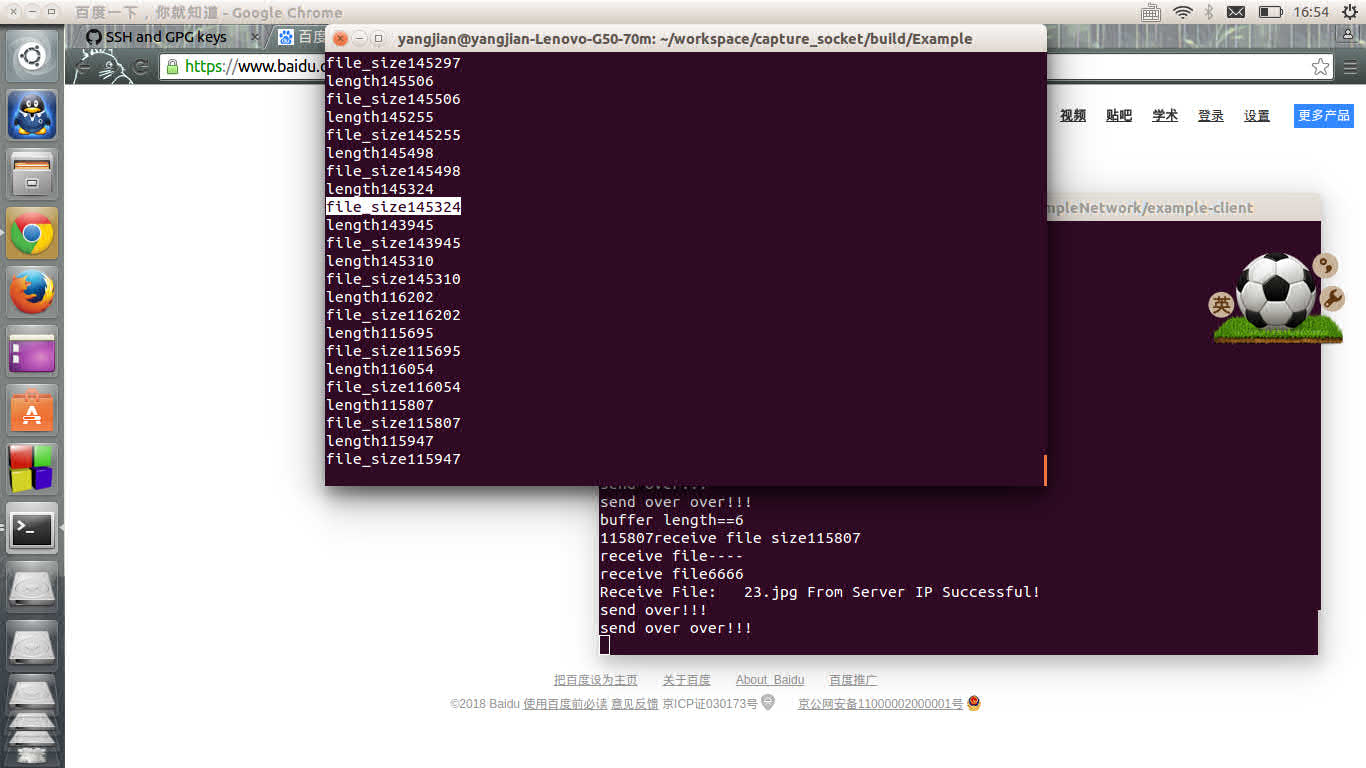 百度一下，你就知道 - Google Chrome
16:54
SSH and GPG keys
百度
https://www.baidu.c
yangjian@yangjian-Lenovo-G50-70m: ~/workspace/capture_socket/build/Example
file_size145297
length145506
file_size145506
length145255
file_size145255
length145498
file_size145498
length145324
file_size145324
length143945
file_size143945
length145310
file_size145310
length116202
file_size116202
length115695
file_size115695
length116054
file_size116054
length115807
file_size115807
length115947
file_size115947
视频 贴吧 学术 登录 设置 更多产品
mpleNetwork/example-client
英
send over!!!
send over over!!!
buffer length==6
115807receive file size115807
receive file----
receive file6666
Receive File:   23.jpg From Server IP Successful!
send over!!!
send over over!!!
把百度设为主页 关于百度 About Baidu 百度推广
©2018 Baidu 使用百度前必读 意见反馈 京ICP证030173号 京公网安备11000002000001号